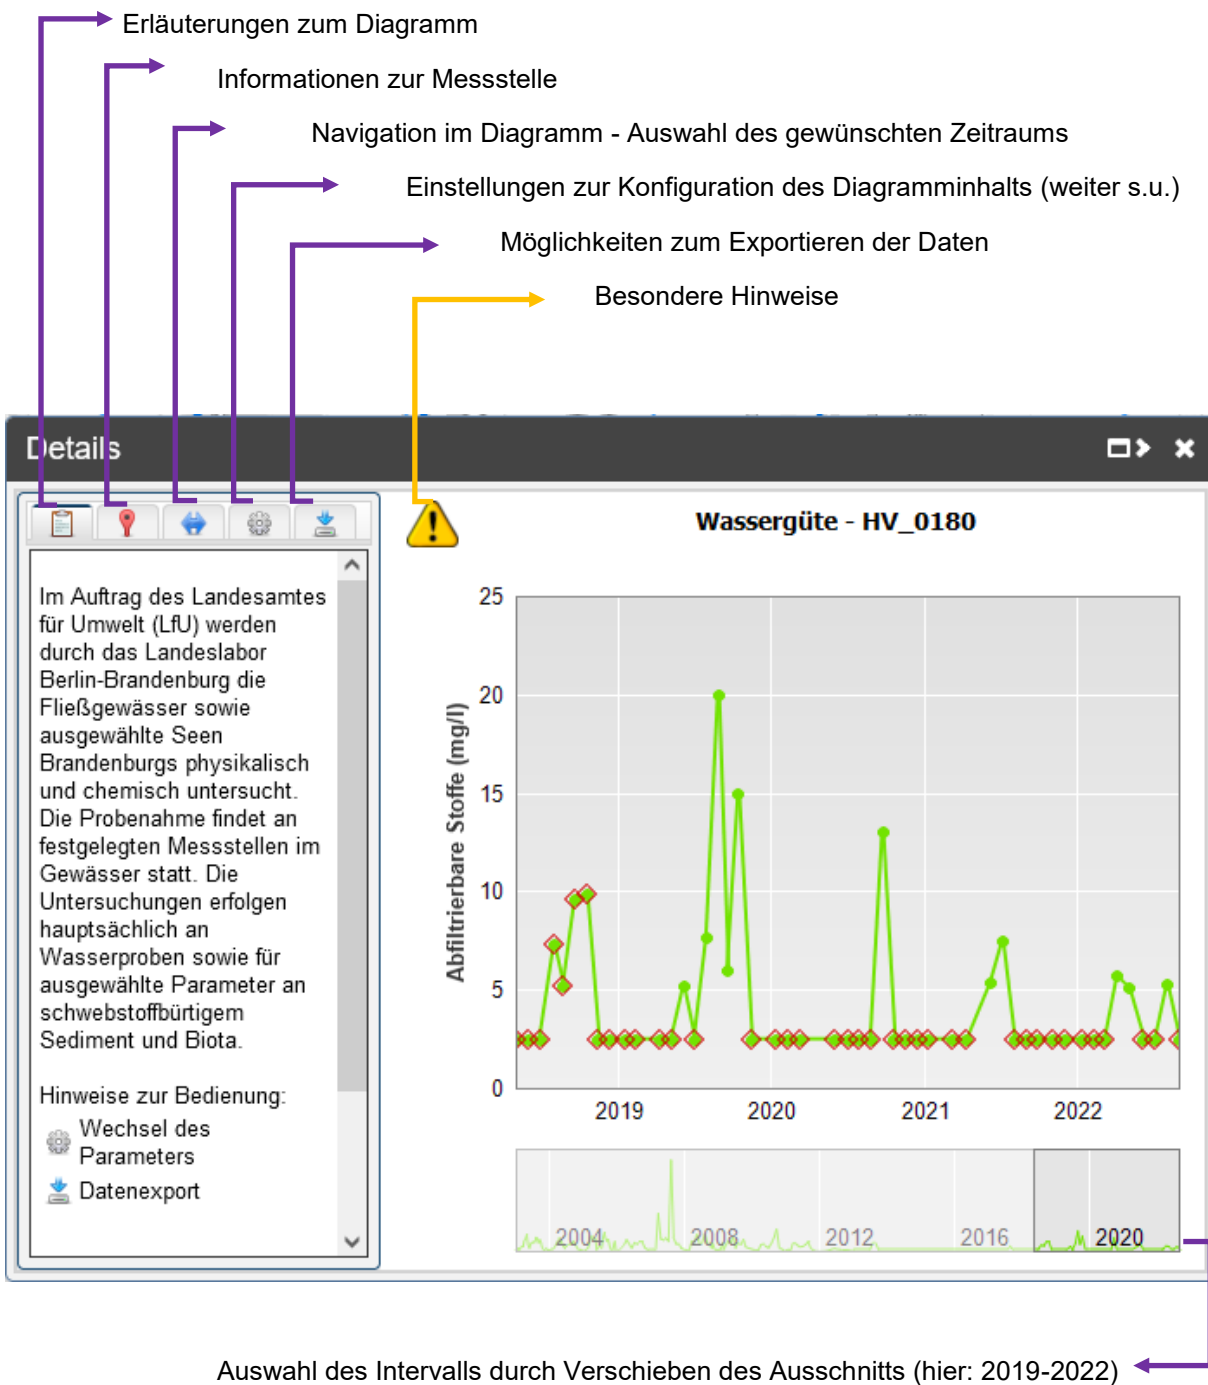 Erläuterungen zum Diagramm
Informationen zur Messstelle
Navigation im Diagramm - Auswahl des gewünschten Zeitraums
Einstellungen zur Konfiguration des Diagramminhalts (weiter s.u.)
Möglichkeiten zum Exportieren der Daten
Besondere Hinweise
Details
Im Auftrag des Landesamtes
für Umwelt (LfU) werden
durch das Landeslabor
Berlin-Brandenburg die
Fließgewässer sowie
ausgewählte Seen
Brandenburgs physikalisch
und chemisch untersucht.
Die Probenahme findet an
festgelegten Messstellen im
Gewässer statt. Die
Untersuchungen erfolgen
hauptsächlich an
Wasserproben sowie für
ausgewählte Parameter an
schwebstoffbürtigem
Sediment und Biota.
Hinweise zur Bedienung:
Wechsel des
Parameters
Datenexport
Wassergüte - HV_0180
Abfiltrierbare Stoffe (mg/l)
25
20
15
10
5
0
2019 2020 2021 2022
2004 2008 2012 2016 2020
Auswahl des Intervalls durch Verschieben des Ausschnitts (hier: 2019-2022)